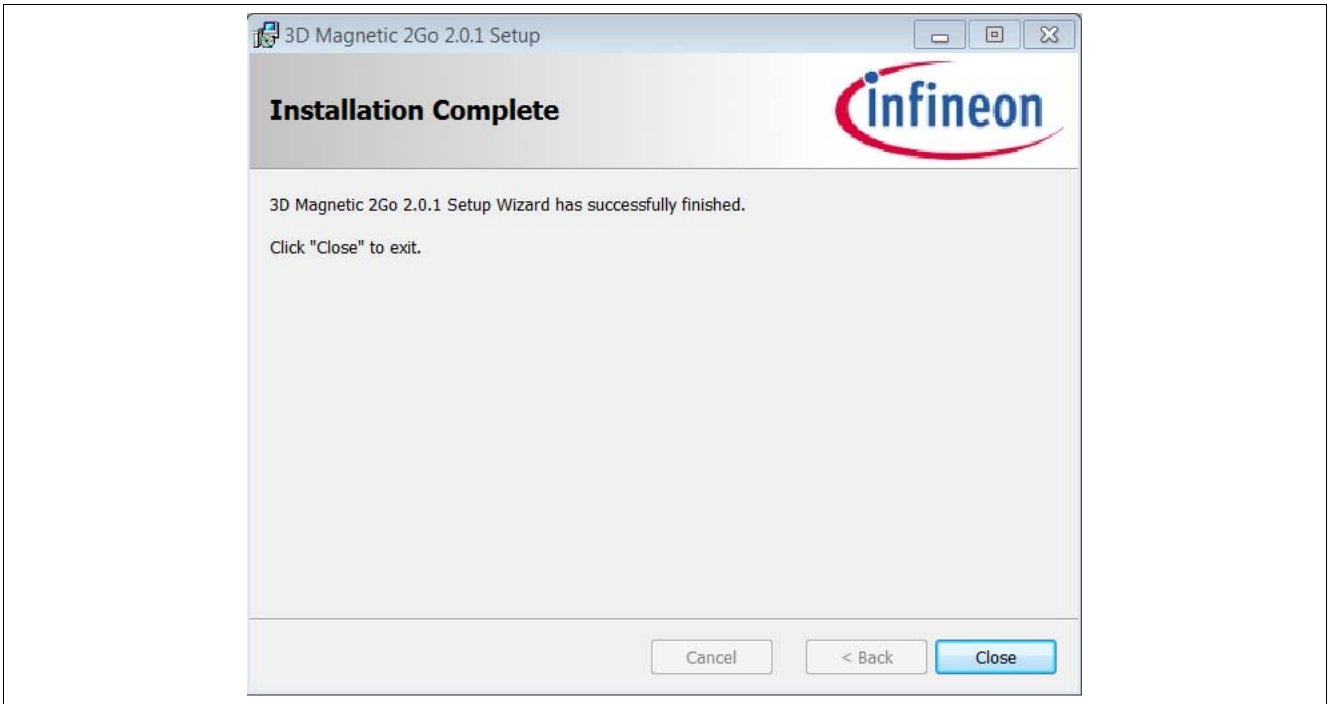 3D Magnetic 2Go 2.0.1 Setup
Installation Complete
infineon
3D Magnetic 2Go 2.0.1 Setup Wizard has successfully finished.
Click "Close" to exit.
Cancel
< Back
Close